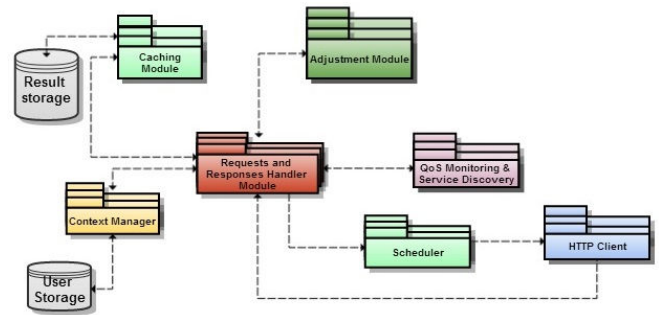 Result
storage
Caching
Module
Adjustment Module
Requests and
Responses Handler
Module
QoS Monitoring &
Service Discovery
Context Manager
Scheduler
HTTP Client
User
Storage